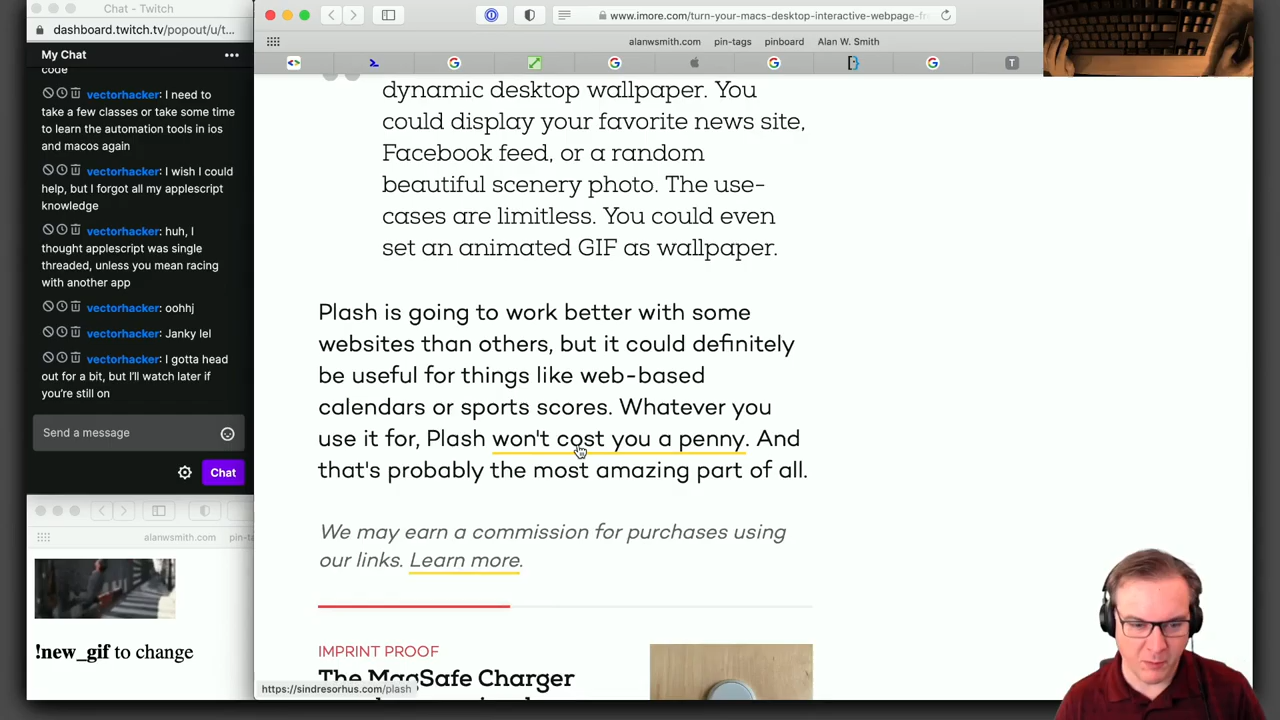 Chat - Twitch
dashboard.twitch.tv/popout/u/t...
My Chat
code
vectorhacker: I need to
take a few classes or take some time
to learn the automation tools in ios
and macos again
vectorhacker: I wish I could
help, but I forgot all my applescript
knowledge
vectorhacker: huh, I
thought applescript was single
threaded, unless you mean racing
with another app
vectorhacker: oohhj
vectorhacker: Janky lel
vectorhacker: I gotta head
out for a bit, but I'll watch later if
you're still on
Send a message
Chat
alanwsmith.com pin-ta
!new_gif to change
www.imore.com/turn-your-macs-desktop-interactive-webpage-fr
alanwsmith.com pin-tags pinboard Alan W. Smith
T
dynamic desktop wallpaper. You
could display your favorite news site,
Facebook feed, or a random
beautiful scenery photo. The use-
cases are limitless. You could even
set an animated GIF as wallpaper.
Plash is going to work better with some
websites than others, but it could definitely
be useful for things like web-based
calendars or sports scores. Whatever you
use it for, Plash won't cost you a penny. And
that's probably the most amazing part of all.
We may earn a commission for purchases using
our links. Learn more.
IMPRINT PROOF
The MagSafe Charger
https://sindresorhus.com/plash